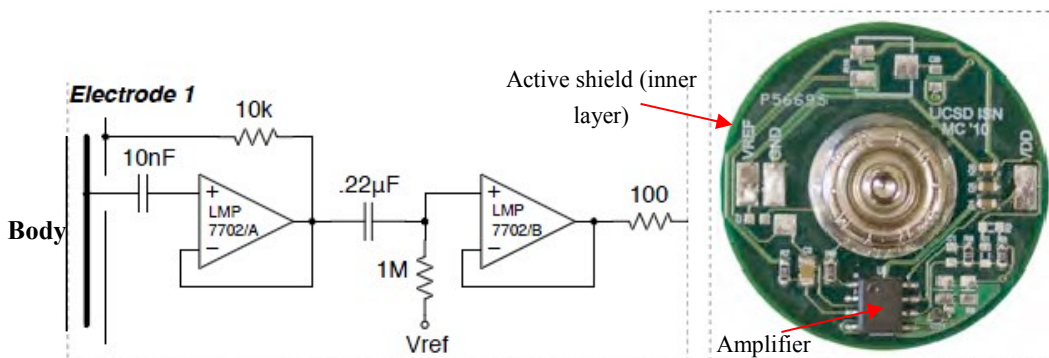 Electrode 1
10k
10nF
Body
+
LMP
7702/A
−
.22µF
1M
Vref
+
LMP
7702/B
−
100
Active shield (inner
layer)
P56693
UCSD ISN
MC '10
VREF
GND
VDD
Amplifier